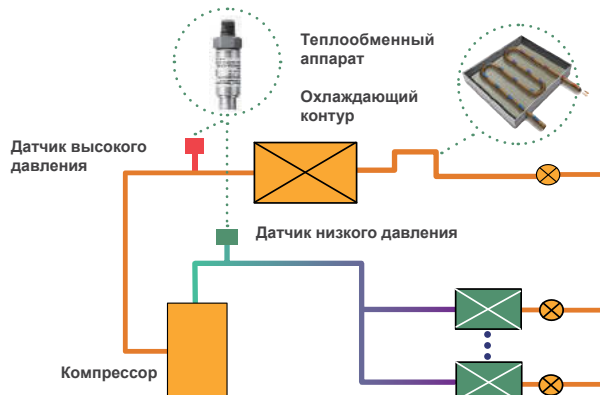 Теплообменный
аппарат
Охлаждающий
контур
Датчик высокого
давления
Датчик низкого давления
Компрессор